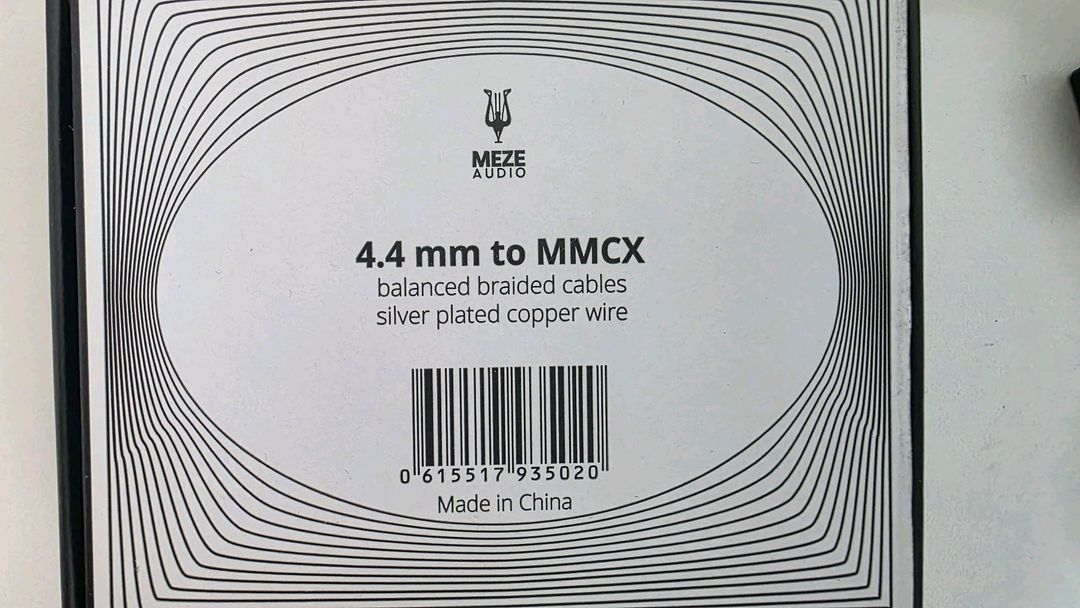 MEZE
AUDIO
4.4 mm to MMCX
balanced braided cables
silver plated copper wire
0 615517 935020
Made in China